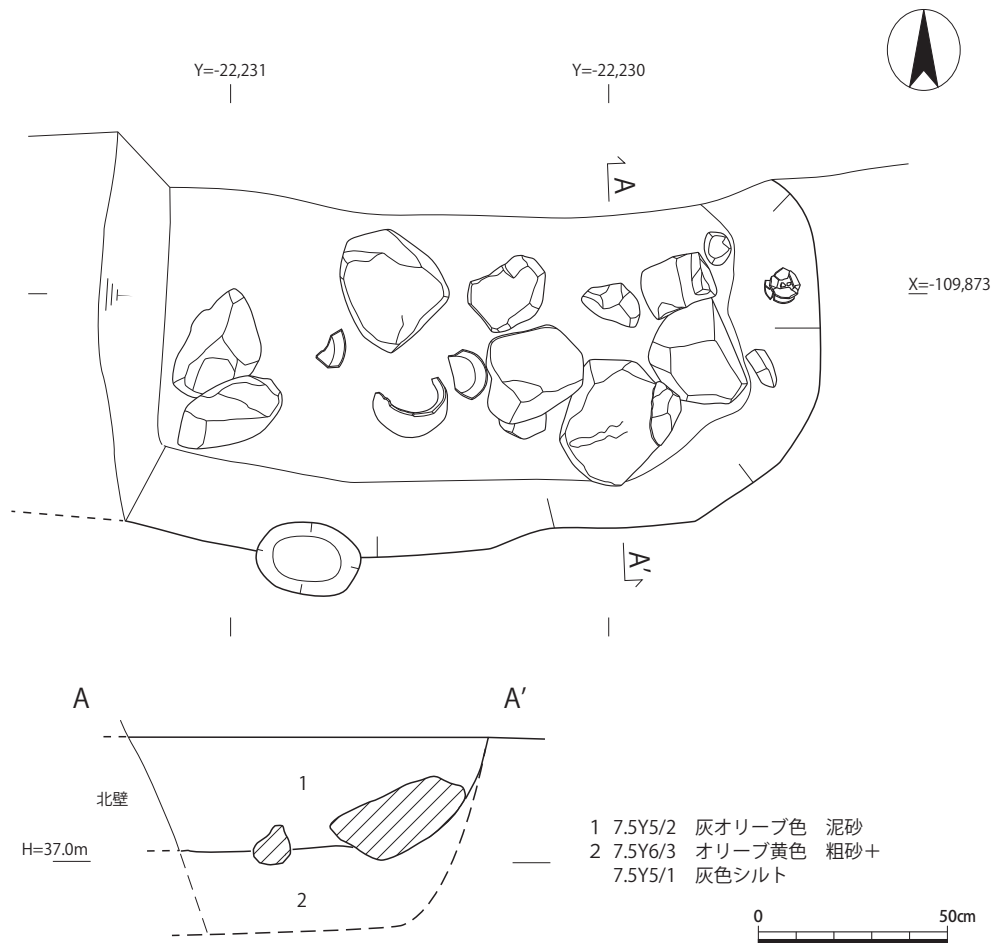 Y=-22,231
Y=-22,230
A
X=-109,873
A'
A
A'
1
北壁
H=37.0m
2
1 7.5Y5/2 灰オリーブ色 泥砂
2 7.5Y6/3 オリーブ黄色 粗砂＋
7.5Y5/1 灰色シルト
0
50cm